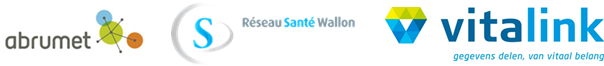 abrumet
S
Réseau Santé Wallon
vitalink
gegevens delen, van vitaal belang